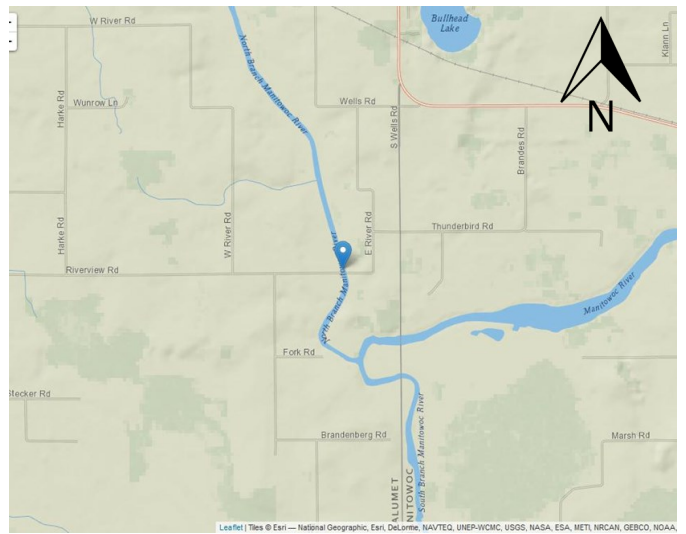 W River Rd
Bullhead
Lake
Klann Ln
North Branch Manitowoc River
Harke Rd
Wunrow Ln
Wells Rd
S Wells Rd
N
Brandes Rd
Harke Rd
W River Rd
E River Rd
Thunderbird Rd
Riverview Rd
North Branch Manitowoc River
Manitowoc River
Fork Rd
Stecker Rd
Brandenberg Rd
South Branch Manitowoc River
Marsh Rd
ALUMET
NITOWOC
Leaflet | Tiles © Esri — National Geographic, Esri, DeLorme, NAVTEQ, UNEP-WCMC, USGS, NASA, ESA, METI, NRCAN, GEBCO, NOAA,